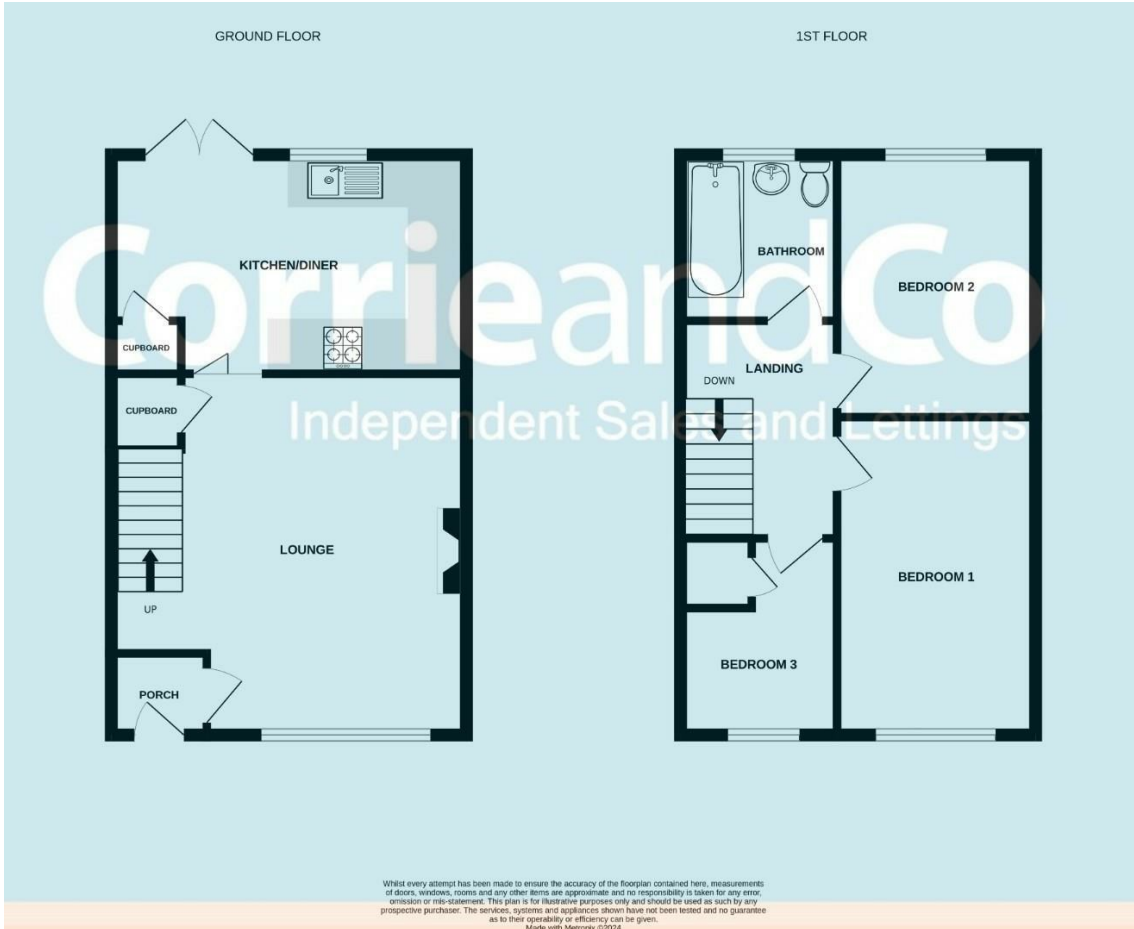 GROUND FLOOR
1ST FLOOR
KITCHEN/DINER
CUPBOARD
CUPBOARD
LOUNGE
UP
PORCH
BATHROOM
BEDROOM 2
LANDING
DOWN
BEDROOM 1
BEDROOM 3
CorrieandCo
Independent Sales and Lettings
Whilst every attempt has been made to ensure the accuracy of the floorplan contained here, measurements
of doors, windows, rooms and any other items are approximate and no responsibility is taken for any error,
omission or mis-statement. This plan is for illustrative purposes only and should be used as such by any
prospective purchaser. The services, systems and appliances shown have not been tested and no guarantee
as to their operability or efficiency can be given.
Made with Metropix ©2024